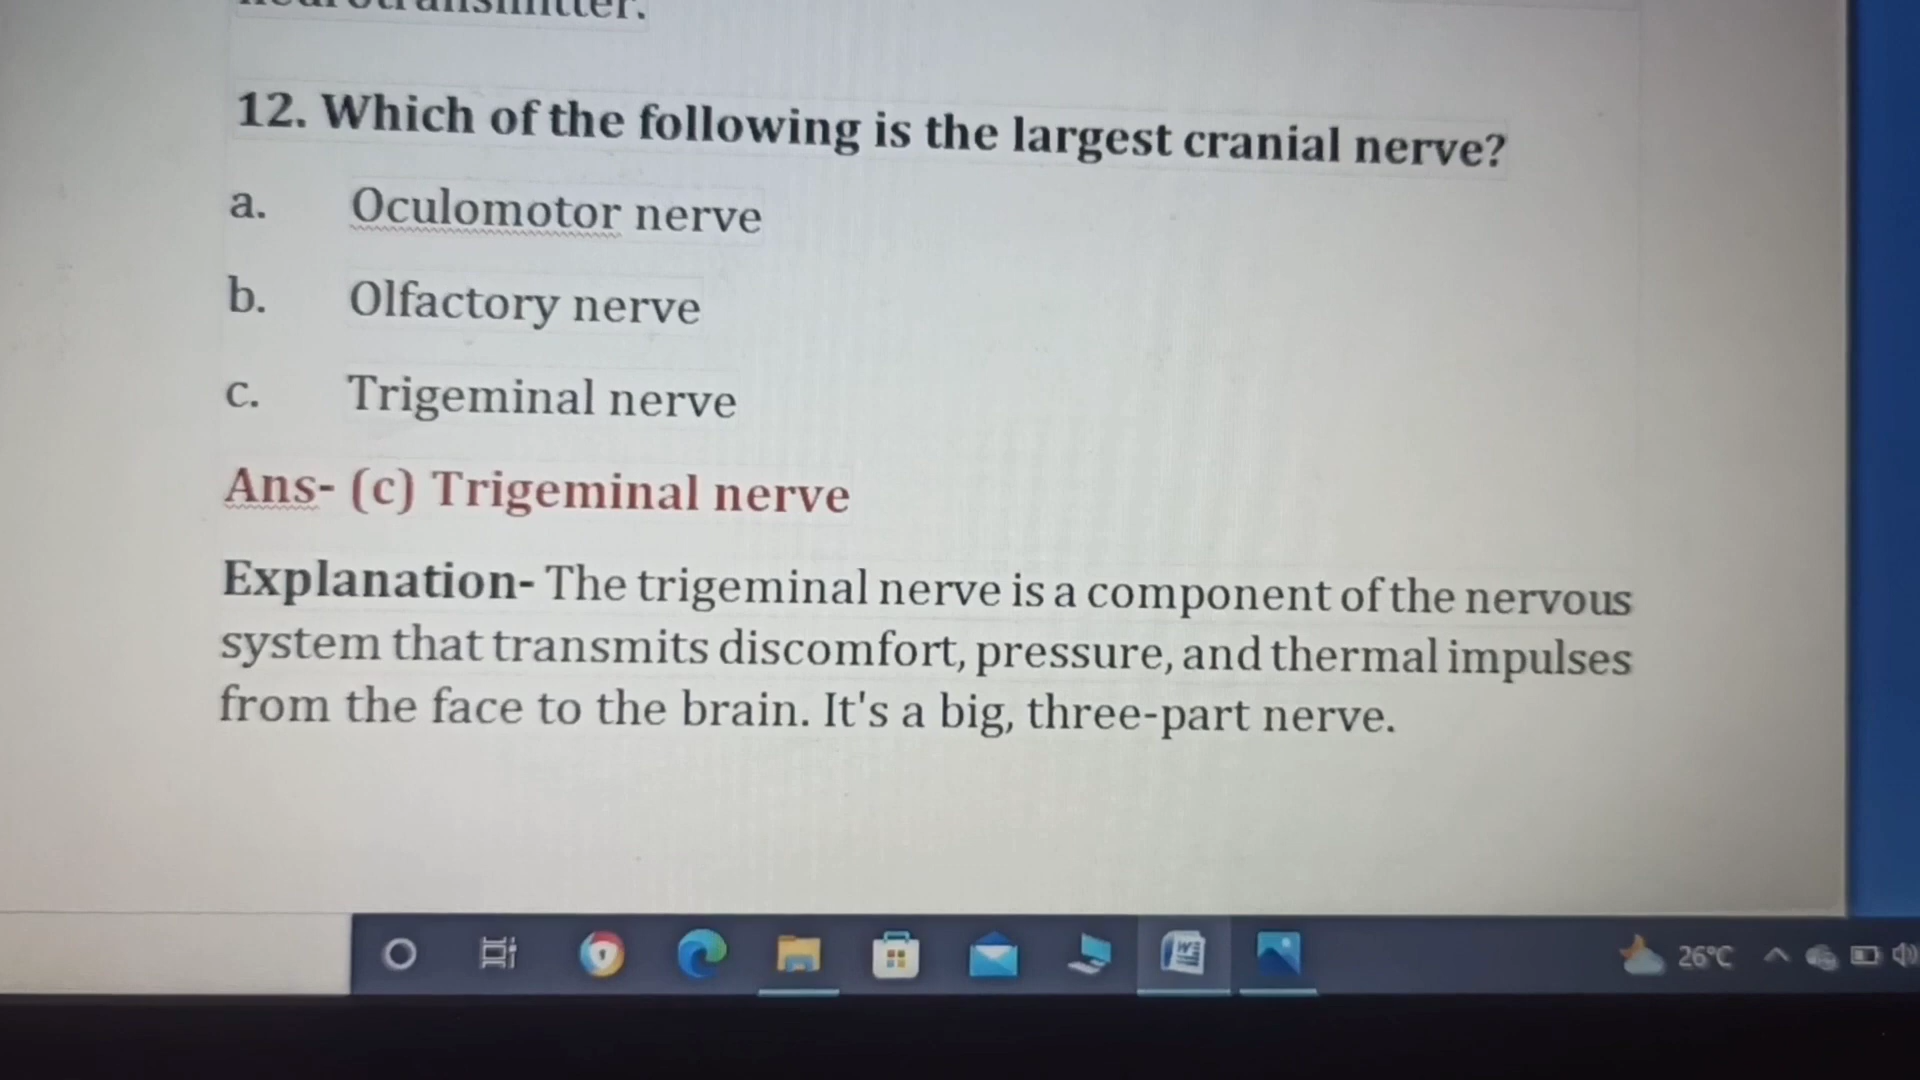 neurotransmitter.
12. Which of the following is the largest cranial nerve?
a. Oculomotor nerve
b. Olfactory nerve
c. Trigeminal nerve
Ans- (c) Trigeminal nerve
Explanation- The trigeminal nerve is a component of the nervous
system that transmits discomfort, pressure, and thermal impulses
from the face to the brain. It's a big, three-part nerve.
26°C